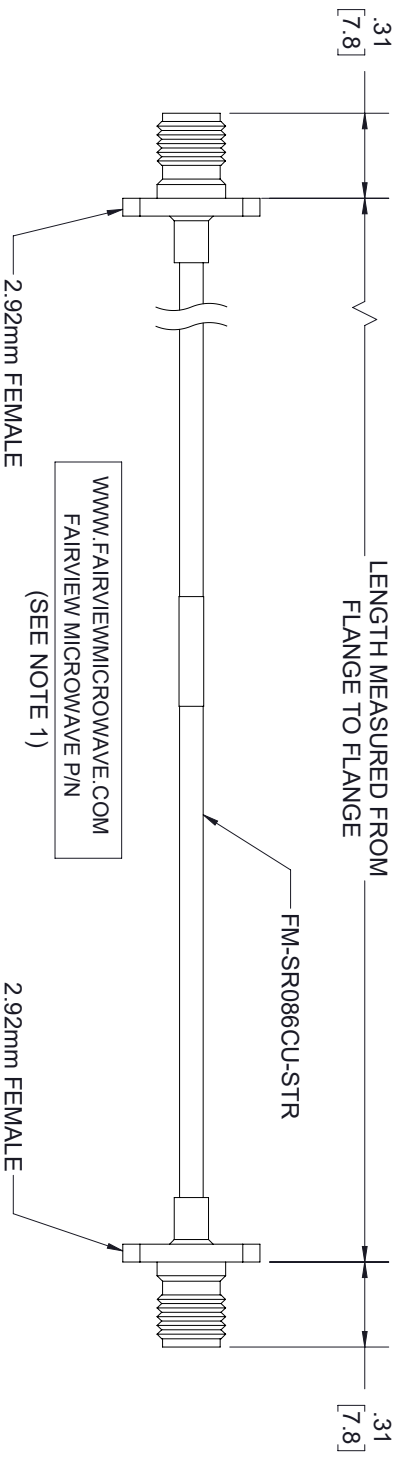 .31
[7.8]
LENGTH MEASURED FROM
FLANGE TO FLANGE
.31
[7.8]
FM-SR086CU-STR
2.92mm FEMALE
WWW.FAIRVIEWMICROWAVE.COM
FAIRVIEW MICROWAVE P/N
(SEE NOTE 1)
2.92mm FEMALE